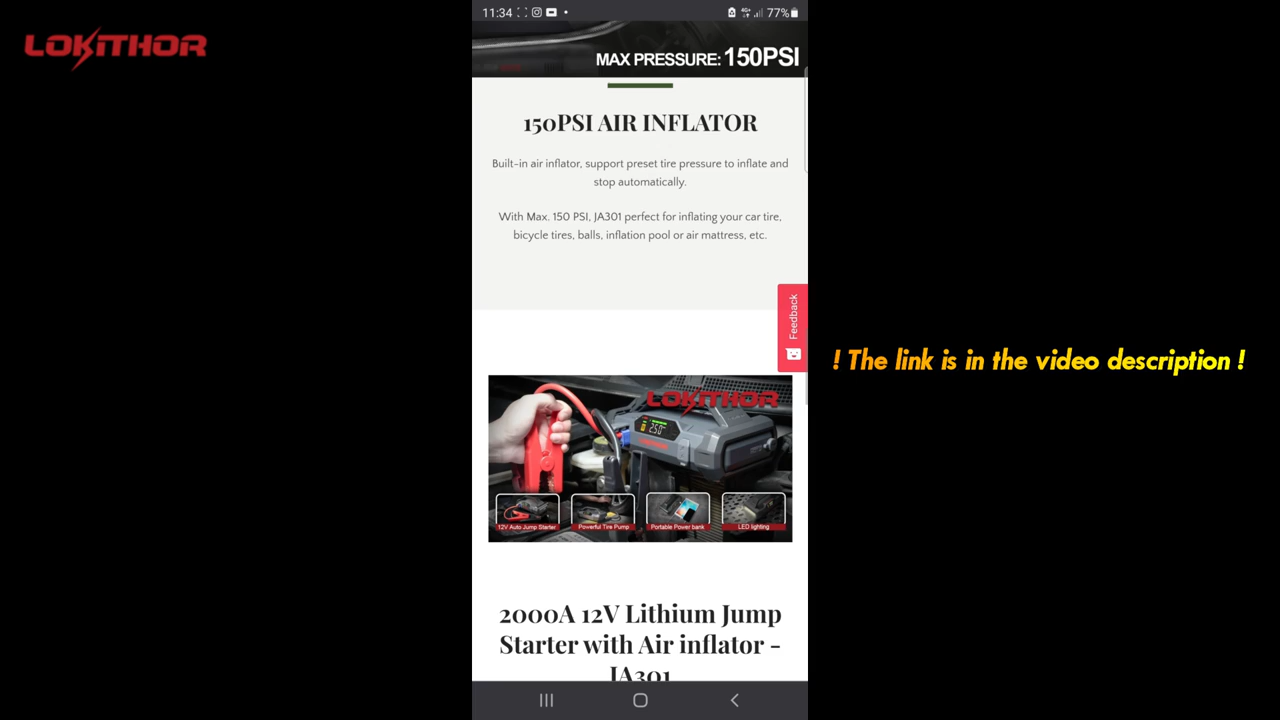 LOKITHOR
11:34
4G+
77%
MAX PRESSURE: 150PSI
150PSI AIR INFLATOR
Built-in air inflator, support preset tire pressure to inflate and
stop automatically.
With Max. 150 PSI, JA301 perfect for inflating your car tire,
bicycle tires, balls, inflation pool or air mattress, etc.
Feedback
! The link is in the video description !
LOKITHOR
250
12V Auto Jump Starter
Powerful Tire Pump
Portable Power bank
LED lighting
2000A 12V Lithium Jump
Starter with Air inflator -
JA301